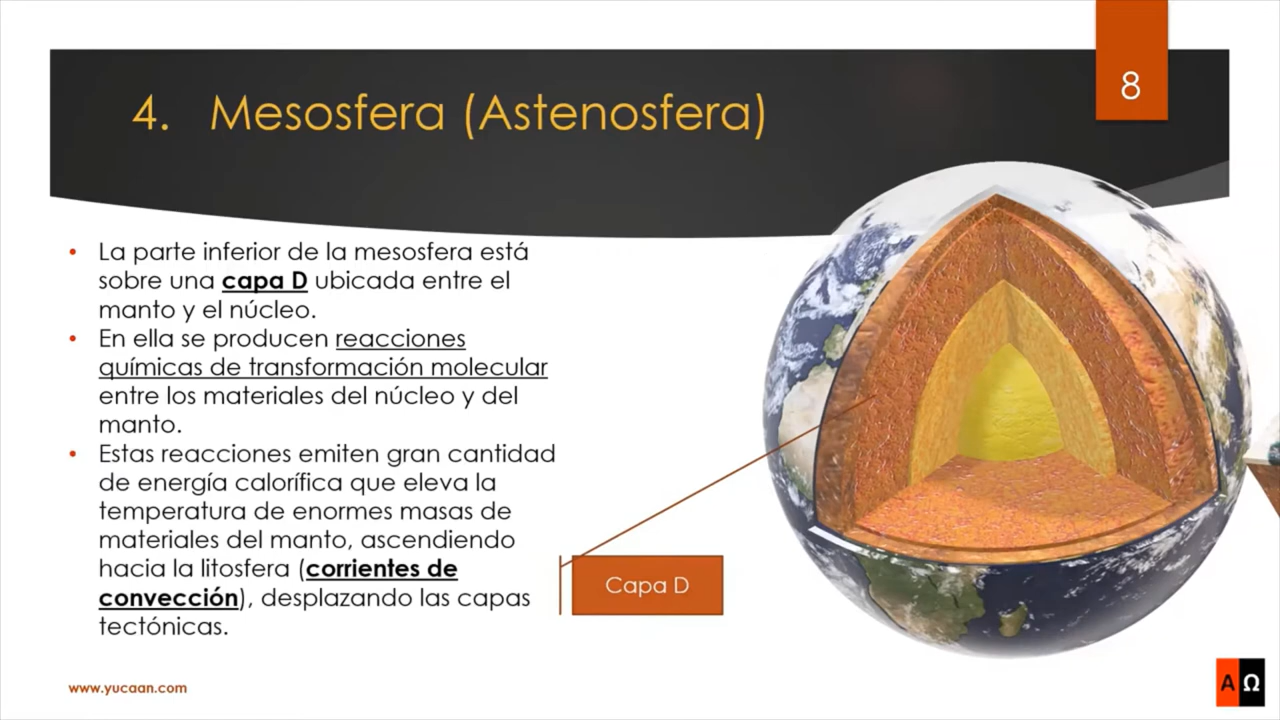 8
4. Mesosfera (Astenosfera)
• La parte inferior de la mesosfera está
sobre una capa D ubicada entre el
manto y el núcleo.
• En ella se producen reacciones
químicas de transformación molecular
entre los materiales del núcleo y del
manto.
• Estas reacciones emiten gran cantidad
de energía calorífica que eleva la
temperatura de enormes masas de
materiales del manto, ascendiendo
hacia la litosfera (corrientes de
convección), desplazando las capas
tectónicas.
Capa D
www.yucaan.com
A Ω